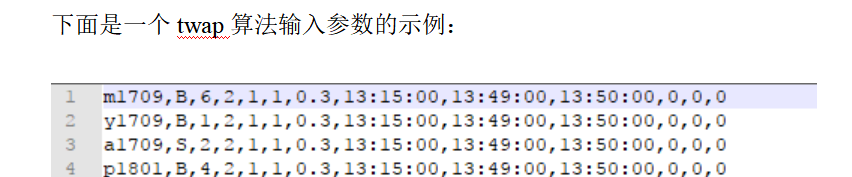 下面是一个 twap 算法输入参数的示例：
1 m1709,B,6,2,1,1,0.3,13:15:00,13:49:00,13:50:00,0,0,0
2 y1709,B,1,2,1,1,0.3,13:15:00,13:49:00,13:50:00,0,0,0
3 a1709,S,2,2,1,1,0.3,13:15:00,13:49:00,13:50:00,0,0,0
4 p1801,B,4,2,1,1,0.3,13:15:00,13:49:00,13:50:00,0,0,0